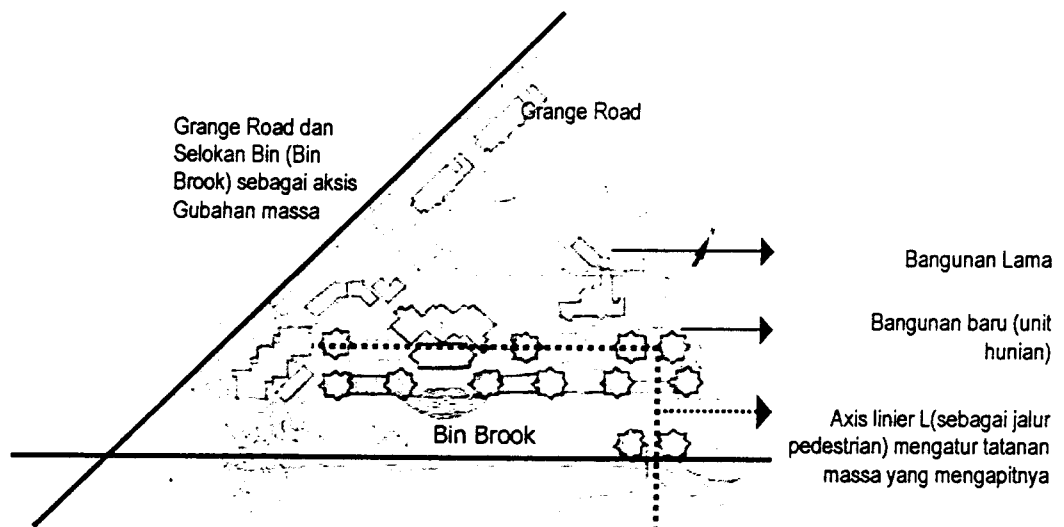 Grange Road dan
Selokan Bin (Bin
Brook) sebagai aksis
Gubahan massa
Grange Road
Bangunan Lama
Bangunan baru (unit
hunian)
Axis linier L(sebagai jalur
pedestrian) mengatur tatanan
massa yang mengapitnya
Bin Brook